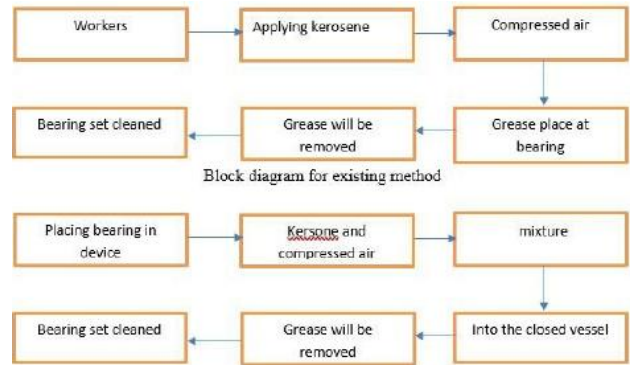 Workers
Applying kerosene
Compressed air
Grease place at
bearing
Grease will be
removed
Bearing set cleaned
Block diagram for existing method
Placing bearing in
device
Kersone and
compressed air
mixture
Into the closed vessel
Grease will be
removed
Bearing set cleaned